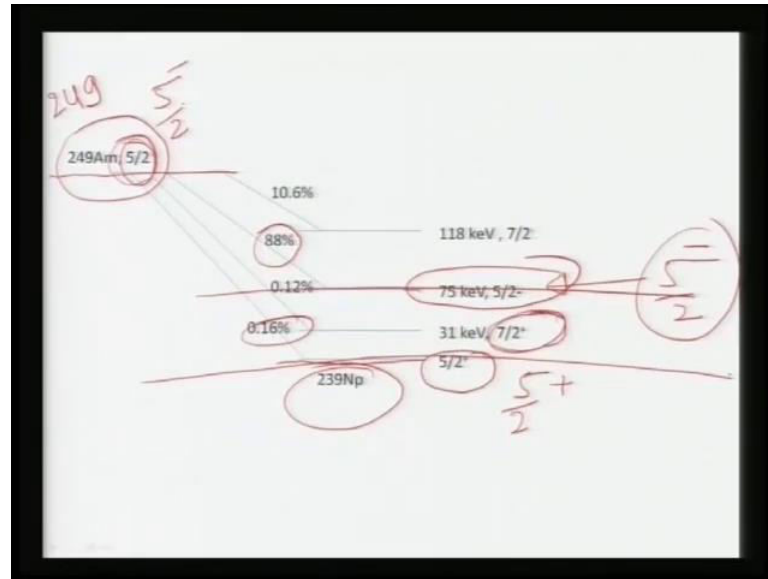 249
5-/2
249Am, 5/2-
10.6%
118 keV, 7/2-
88%
0.12%
75 keV, 5/2-
5-/2
0.16%
31 keV, 7/2+
5/2+
239Np
5+/2